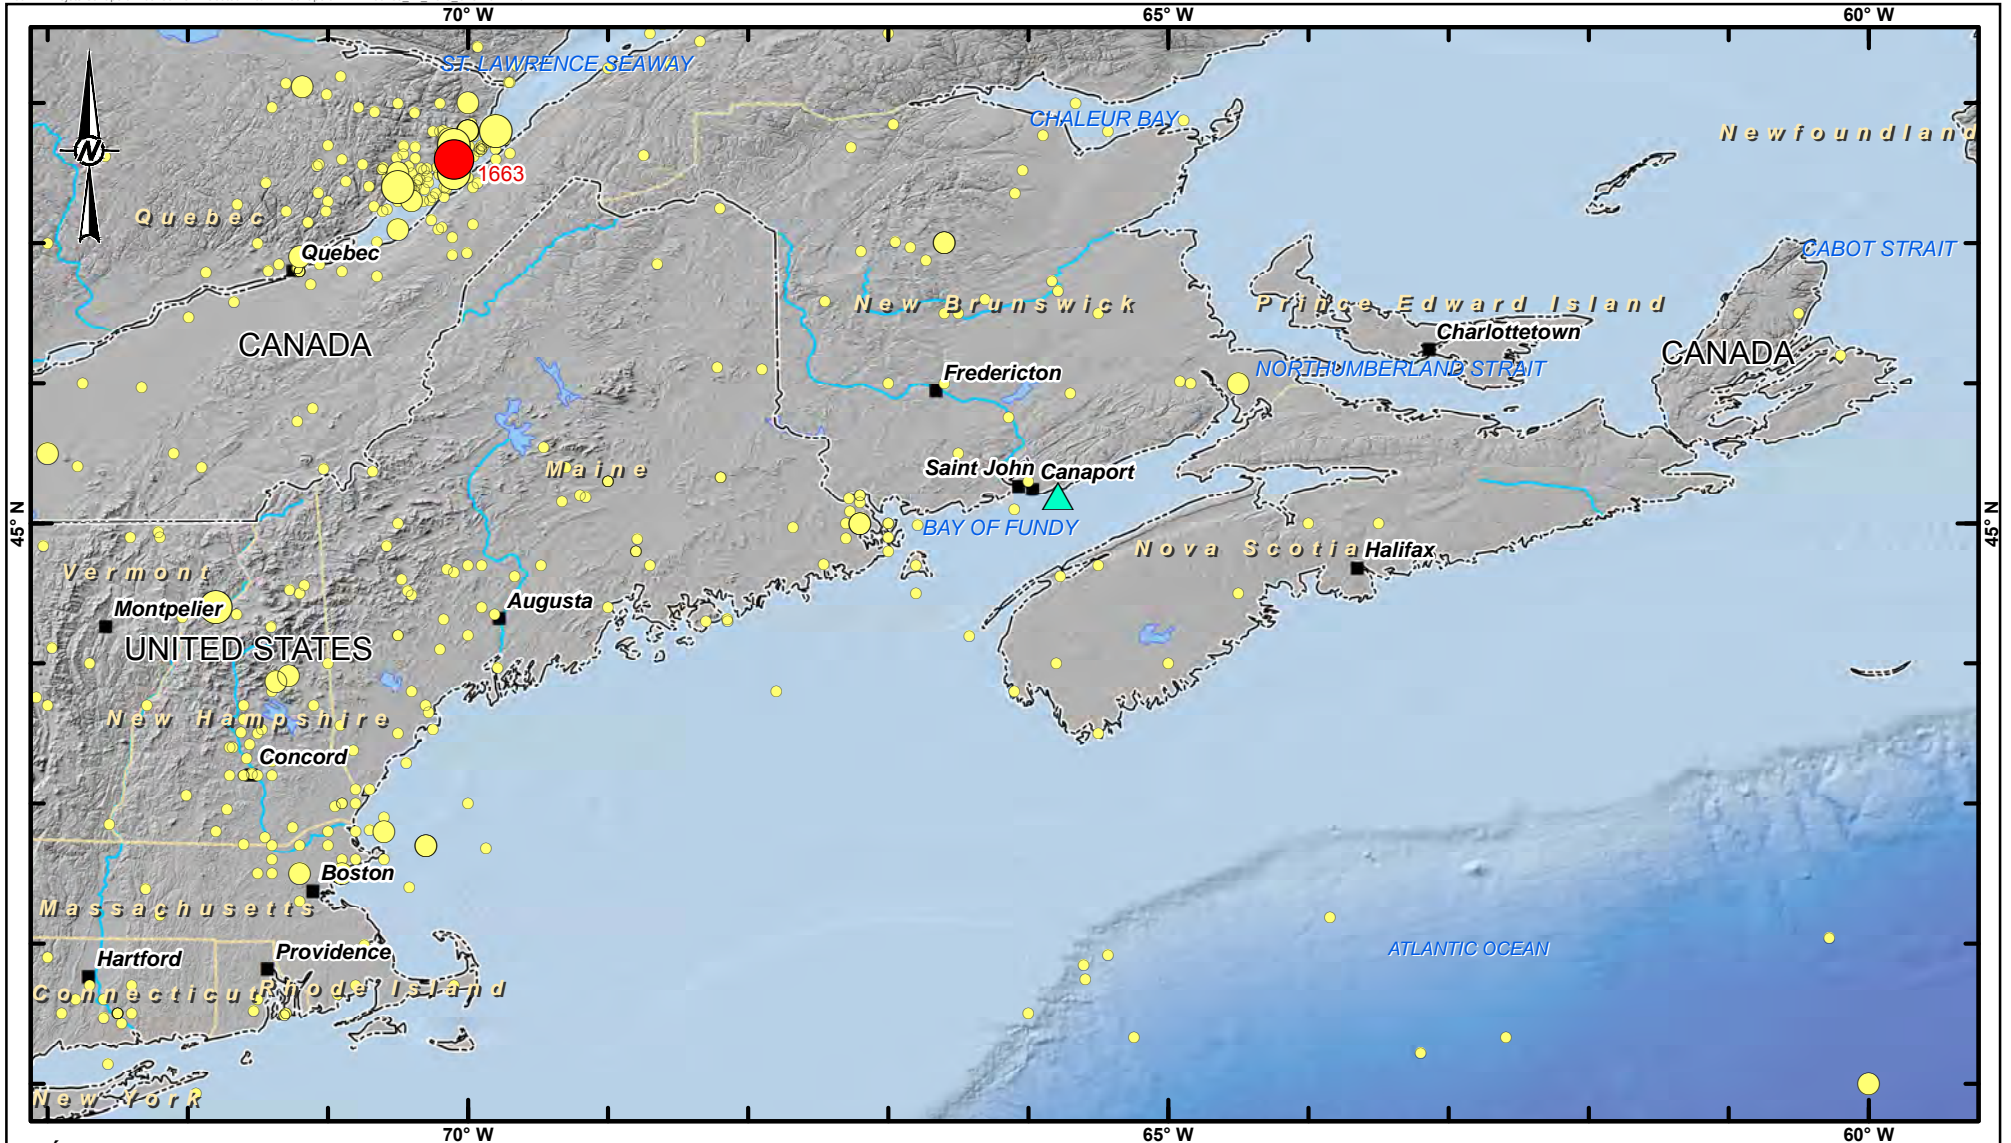 70° W
65° W
60° W
ST. LAWRENCE SEAWAY
CHALEUR BAY
Newfoundland
N
1663
Quebec
Quebec
CABOT STRAIT
New Brunswick
Prince Edward Island
Charlottetown
CANADA
CANADA
NORTHUMBERLAND STRAIT
Fredericton
Maine
Saint John
Canaport
45° N
45° N
BAY OF FUNDY
Nova Scotia
Halifax
Vermont
Montpelier
Augusta
UNITED STATES
New Hampshire
Concord
Boston
Massachusetts
ATLANTIC OCEAN
Providence
Hartford
Connecticut
Rhode Island
New York
70° W
65° W
60° W